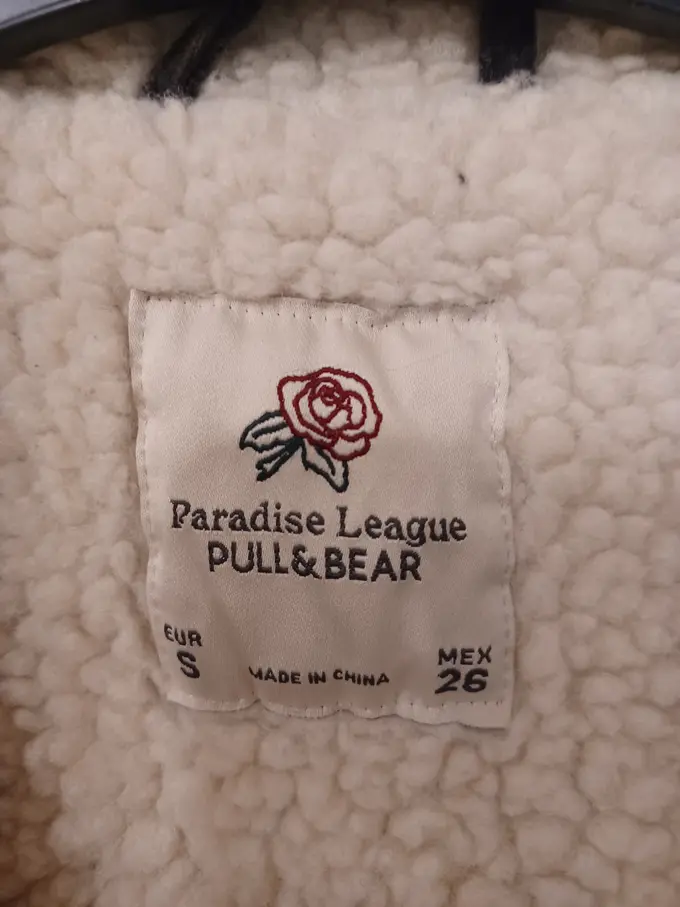 Paradise League
PULL&BEAR
EUR
S
MADE IN CHINA
MEX
26